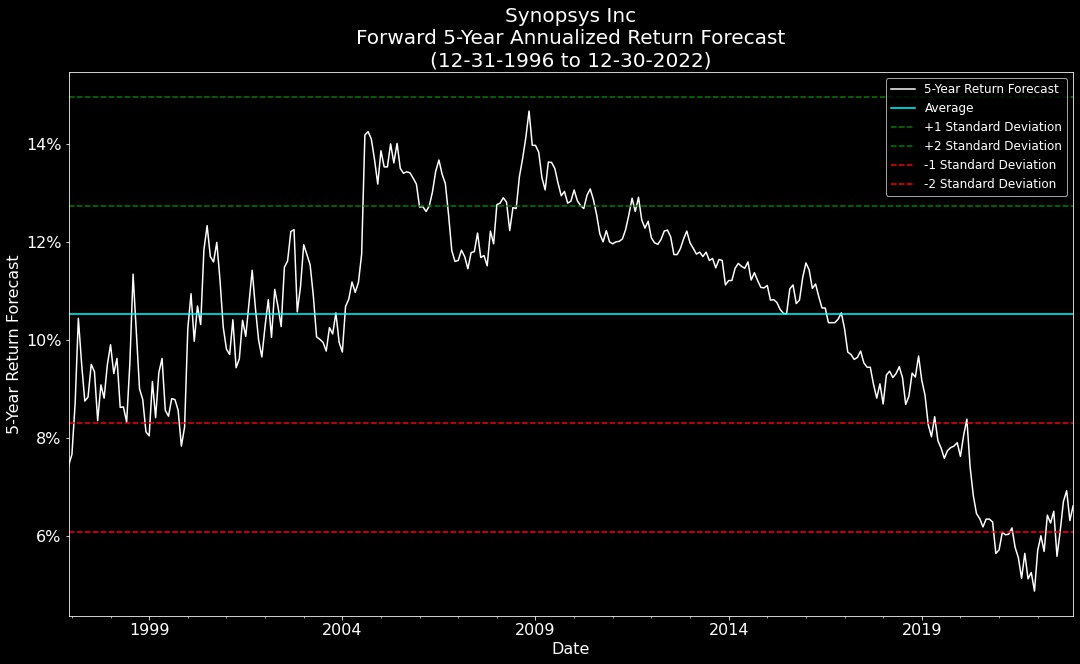 Synopsys Inc
Forward 5-Year Annualized Return Forecast
(12-31-1996 to 12-30-2022)
5-Year Return Forecast
Average
+1 Standard Deviation
+2 Standard Deviation
-1 Standard Deviation
-2 Standard Deviation
14%
12%
10%
8%
6%
5-Year Return Forecast
1999
2004
2009
2014
2019
Date